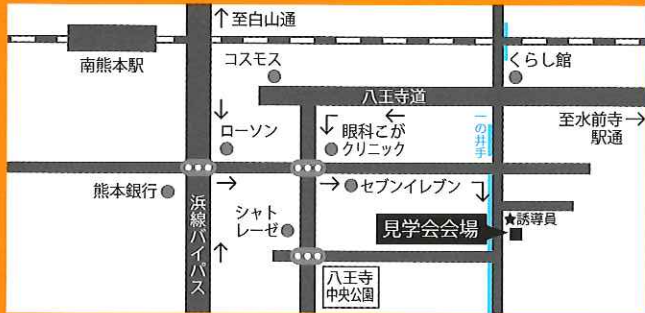 ↑至白山通
南熊本駅
コスモス
くらし館
八王寺道
至水前寺→
駅通
ローソン
眼科こが
クリニック
一の井手
熊本銀行
セブンイレブン
浜線バイパス
シャト
レーゼ
★誘導員
見学会会場
八王寺
中央公園